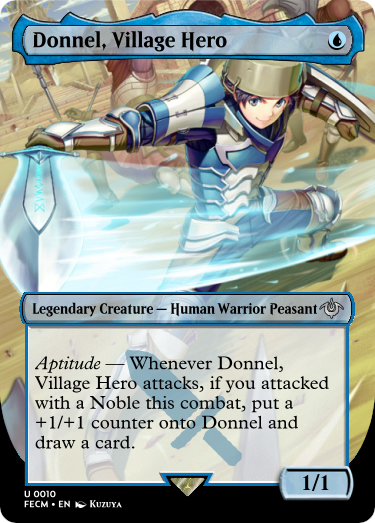 Donnel, Village Hero
Legendary Creature — Human Warrior Peasant
Aptitude — Whenever Donnel,
Village Hero attacks, if you attacked
with a Noble this combat, put a
+1/+1 counter onto Donnel and
draw a card.
1/1
U 0010
FECM • EN Kuzuya